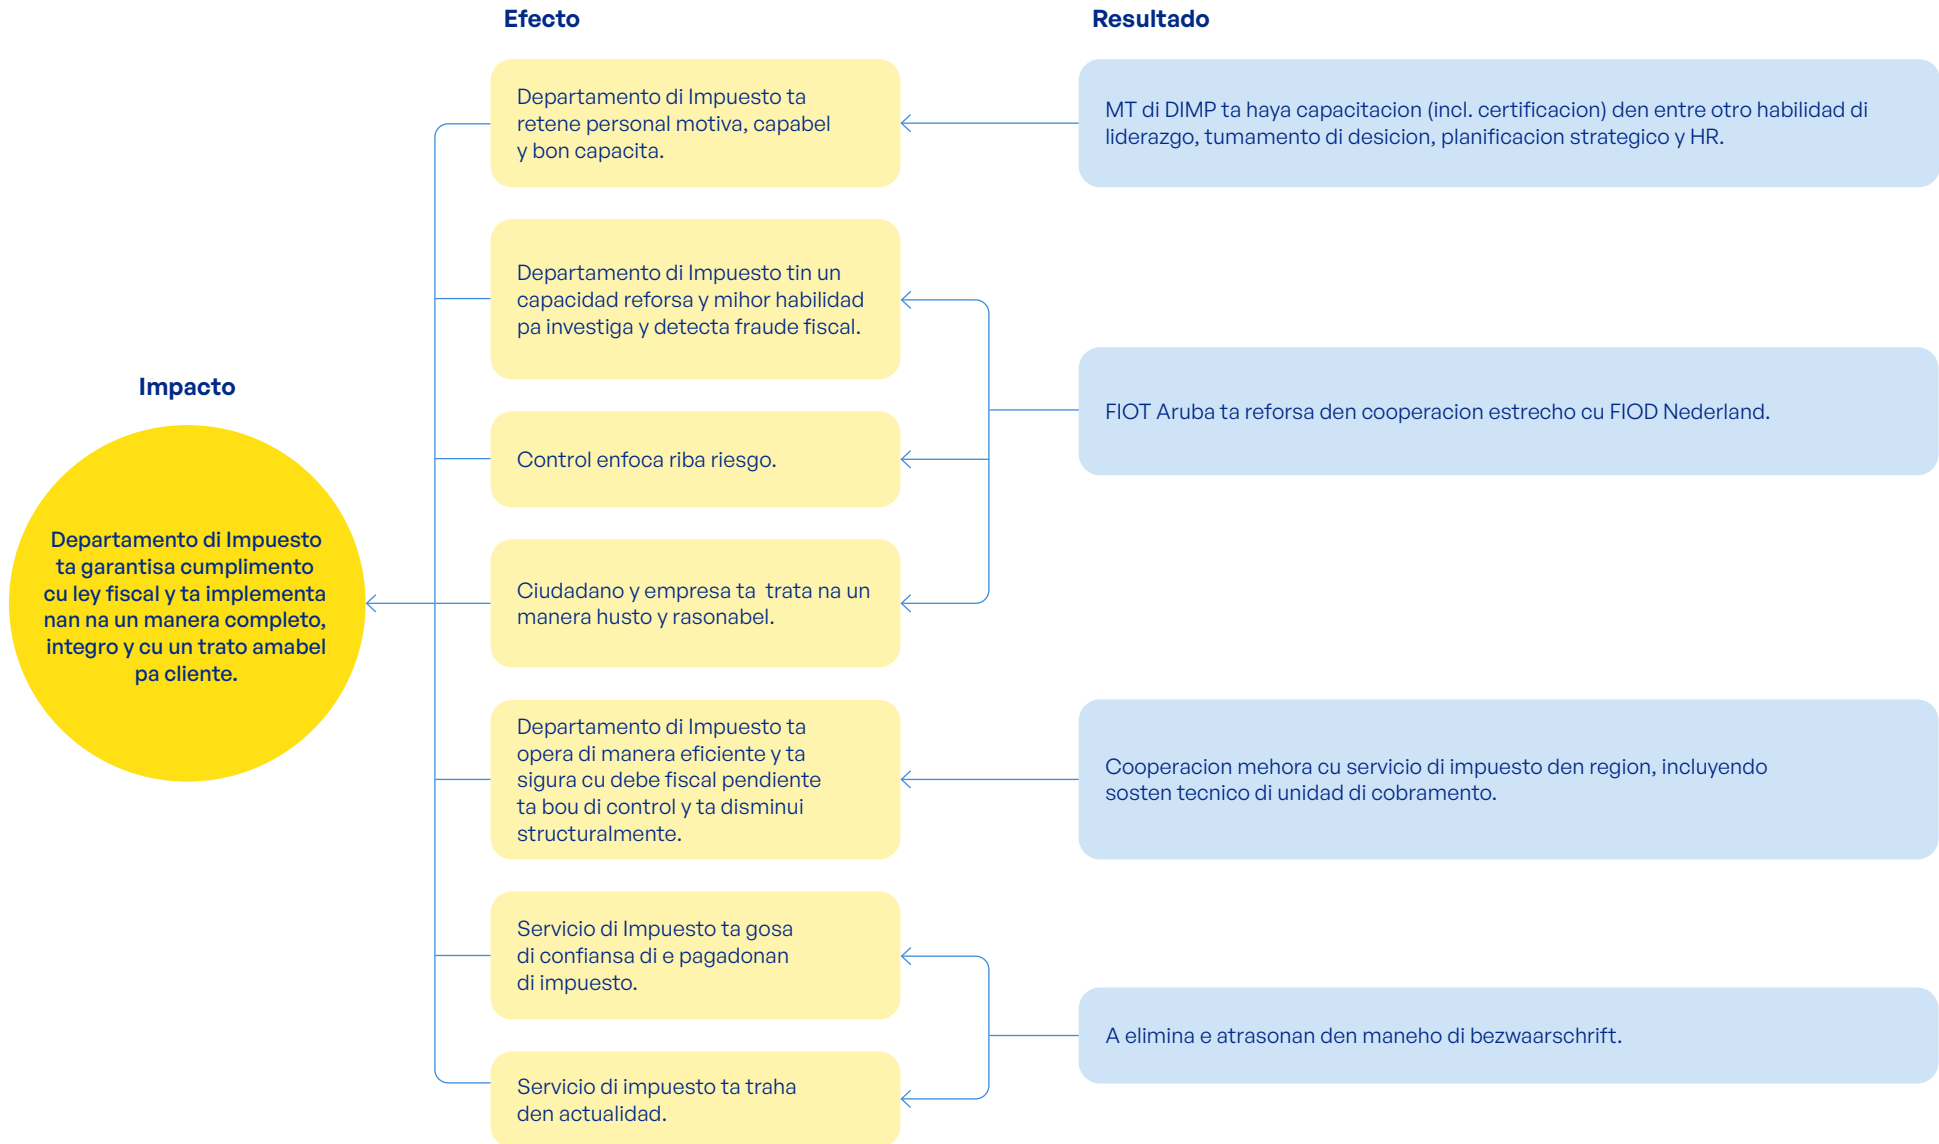 Efecto
Resultado
Departamento di Impuesto ta
retene personal motiva, capabel
y bon capacita.
MT di DIMP ta haya capacitacion (incl. certificacion) den entre otro habilidad di
liderazgo, tumamento di desicion, planificacion strategico y HR.
Departamento di Impuesto tin un
capacidad reforsa y mihor habilidad
pa investiga y detecta fraude fiscal.
FIOT Aruba ta reforsa den cooperacion estrecho cu FIOD Nederland.
Control enfoca riba riesgo.
Ciudadano y empresa ta trata na un
manera husto y rasonabel.
Impacto
Departamento di Impuesto
ta garantisa cumplimento
cu ley fiscal y ta implementa
nan na un manera completo,
integro y cu un trato amabel
pa cliente.
Departamento di Impuesto ta
opera di manera eficiente y ta
sigura cu debe fiscal pendiente
ta bou di control y ta disminui
structuralmente.
Cooperacion mehora cu servicio di impuesto den region, incluyendo
sosten tecnico di unidad di cobramento.
Servicio di Impuesto ta gosa
di confiansa di e pagadonan
di impuesto.
A elimina e atrasonan den maneho di bezwaarschrift.
Servicio di impuesto ta traha
den actualidad.